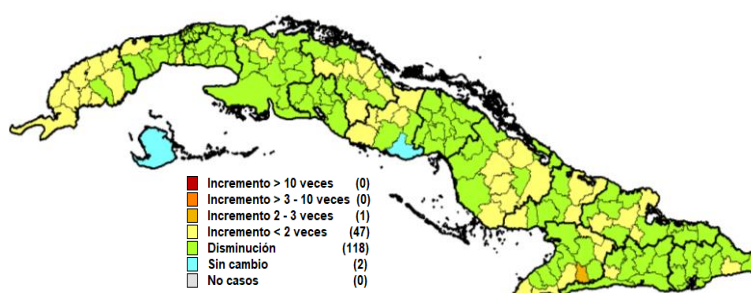 Incremento > 10 veces (0)
Incremento > 3 - 10 veces (0)
Incremento 2 - 3 veces (1)
Incremento < 2 veces (47)
Disminución (118)
Sin cambio (2)
No casos (0)